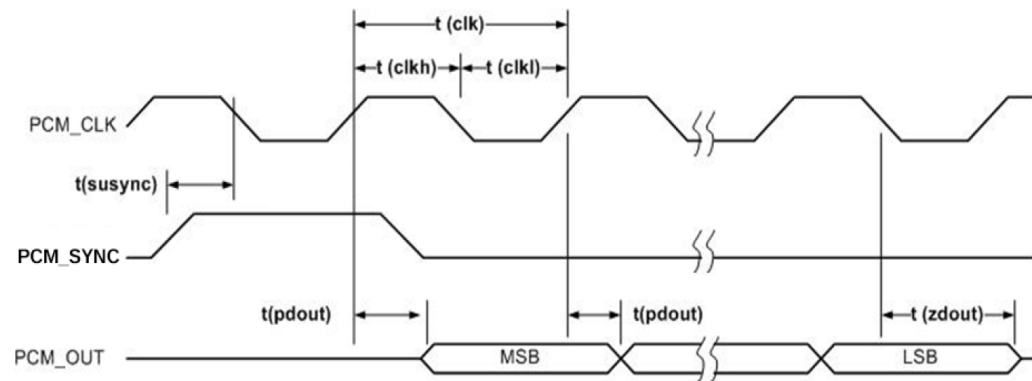 t (clk)
t (clkh) t (clkl)
PCM_CLK
t(susync)
PCM_SYNC
t(pdout) t(pdout) t (zdout)
PCM_OUT MSB LSB